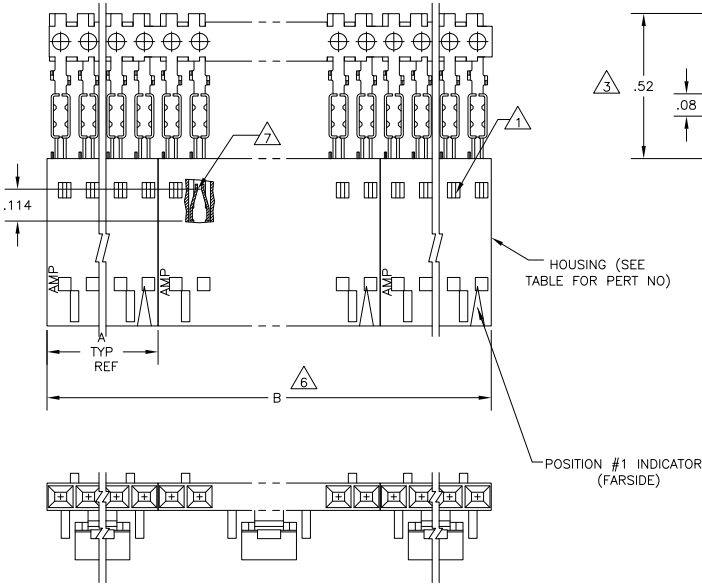 3
.52
.08
1
7
.114
AMP
AMP
AMP
HOUSING (SEE
TABLE FOR PERT NO)
A
TYP
REF
6
B
POSITION #1 INDICATOR
(FARSIDE)